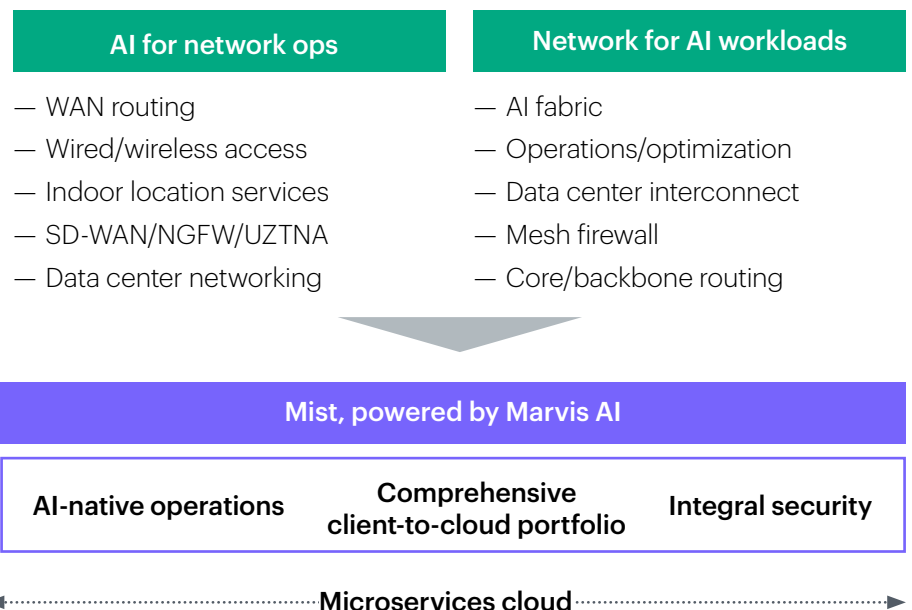 AI for network ops
— WAN routing
— Wired/wireless access
— Indoor location services
— SD-WAN/NGFW/UZTNA
— Data center networking
Network for AI workloads
— AI fabric
— Operations/optimization
— Data center interconnect
— Mesh firewall
— Core/backbone routing
Mist, powered by Marvis AI
AI-native operations
Comprehensive
client-to-cloud portfolio
Integral security
Microservices cloud